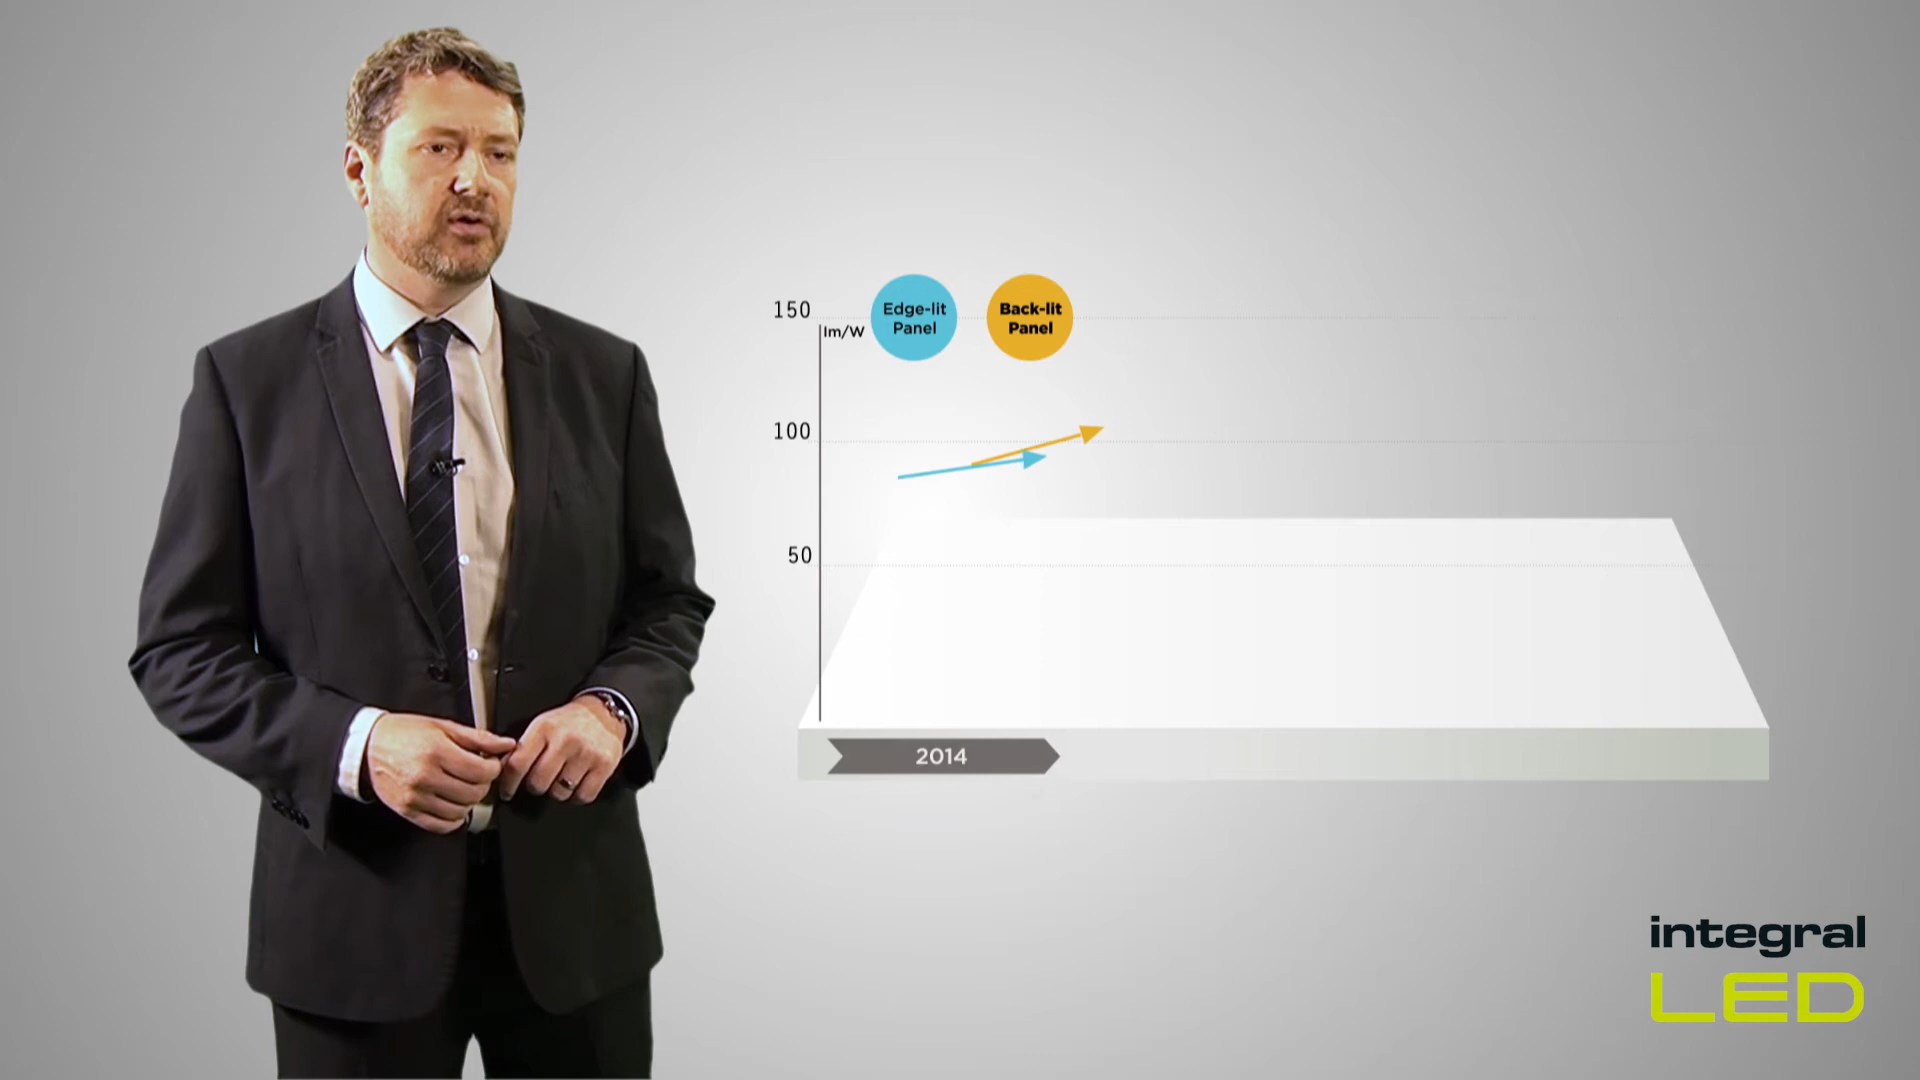 150
lm/W
Edge-lit
Panel
Back-lit
Panel
100
50
2014
integral
LED